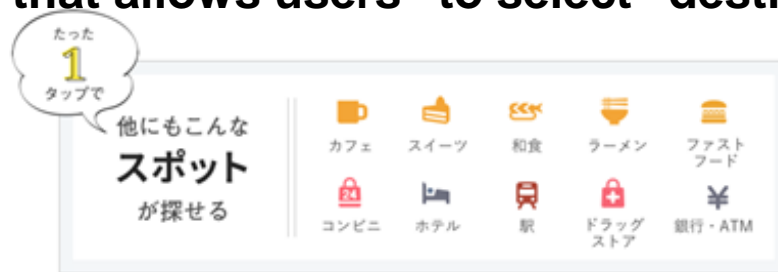 that allows users to select desti
たった
1
タップで
他にもこんな
スポット
が探せる
カフェ
スイーツ
和食
ラーメン
ファスト
フード
24
コンビニ
ホテル
駅
ドラッグ
ストア
¥
銀行・ATM